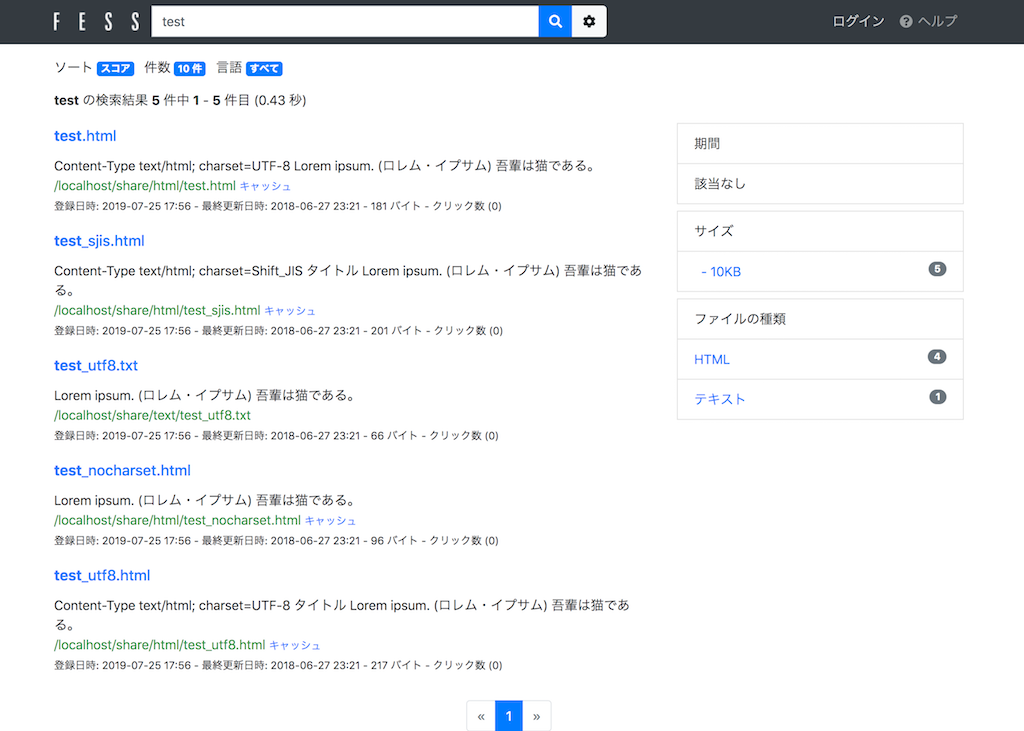 FESS test ログイン ヘルプ
ソート スコア 件数 10 件 言語 すべて
test の検索結果 5 件中 1 - 5 件目 (0.43 秒)
test.html
Content-Type text/html; charset=UTF-8 Lorem ipsum. (ロレム・イプサム) 吾輩は猫である。
/localhost/share/html/test.html キャッシュ
登録日時: 2019-07-25 17:56 - 最終更新日時: 2018-06-27 23:21 - 181 バイト - クリック数 (0)
test_sjis.html
Content-Type text/html; charset=Shift_JIS タイトル Lorem ipsum. (ロレム・イプサム) 吾輩は猫であ
る。
/localhost/share/html/test_sjis.html キャッシュ
登録日時: 2019-07-25 17:56 - 最終更新日時: 2018-06-27 23:21 - 201 バイト - クリック数 (0)
test_utf8.txt
Lorem ipsum. (ロレム・イプサム) 吾輩は猫である。
/localhost/share/text/test_utf8.txt
登録日時: 2019-07-25 17:56 - 最終更新日時: 2018-06-27 23:21 - 66 バイト - クリック数 (0)
test_nocharset.html
Lorem ipsum. (ロレム・イプサム) 吾輩は猫である。
/localhost/share/html/test_nocharset.html キャッシュ
登録日時: 2019-07-25 17:56 - 最終更新日時: 2018-06-27 23:21 - 96 バイト - クリック数 (0)
test_utf8.html
Content-Type text/html; charset=UTF-8 タイトル Lorem ipsum. (ロレム・イプサム) 吾輩は猫であ
る。
/localhost/share/html/test_utf8.html キャッシュ
登録日時: 2019-07-25 17:56 - 最終更新日時: 2018-06-27 23:21 - 217 バイト - クリック数 (0)
期間
該当なし
サイズ
- 10KB 5
ファイルの種類
HTML 4
テキスト 1
« 1 »